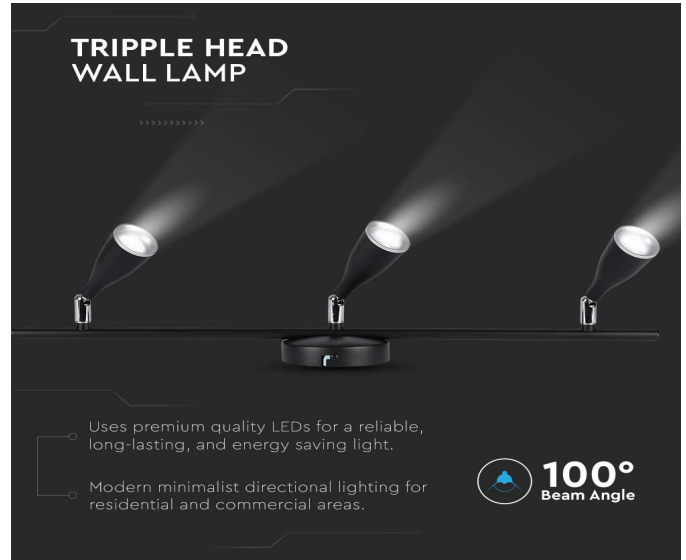 TRIPPLE HEAD
WALL LAMP
Uses premium quality LEDs for a reliable,
long-lasting, and energy saving light.
Modern minimalist directional lighting for
residential and commercial areas.
100°
Beam Angle